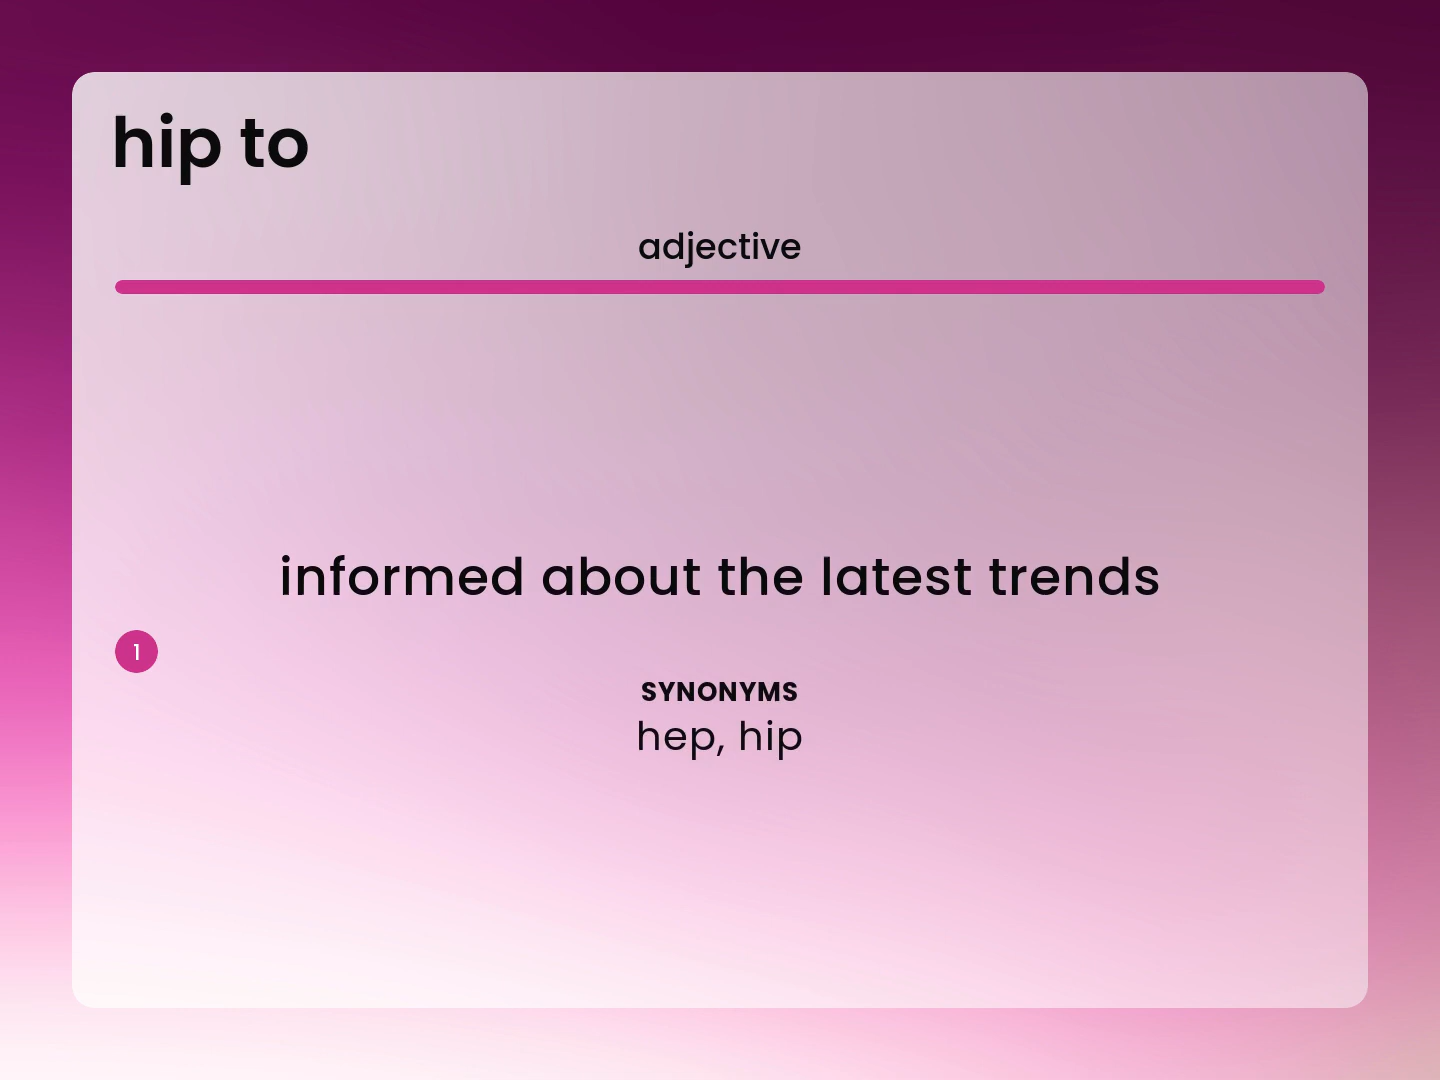 hip to
adjective
informed about the latest trends
1
SYNONYMS
hep, hip